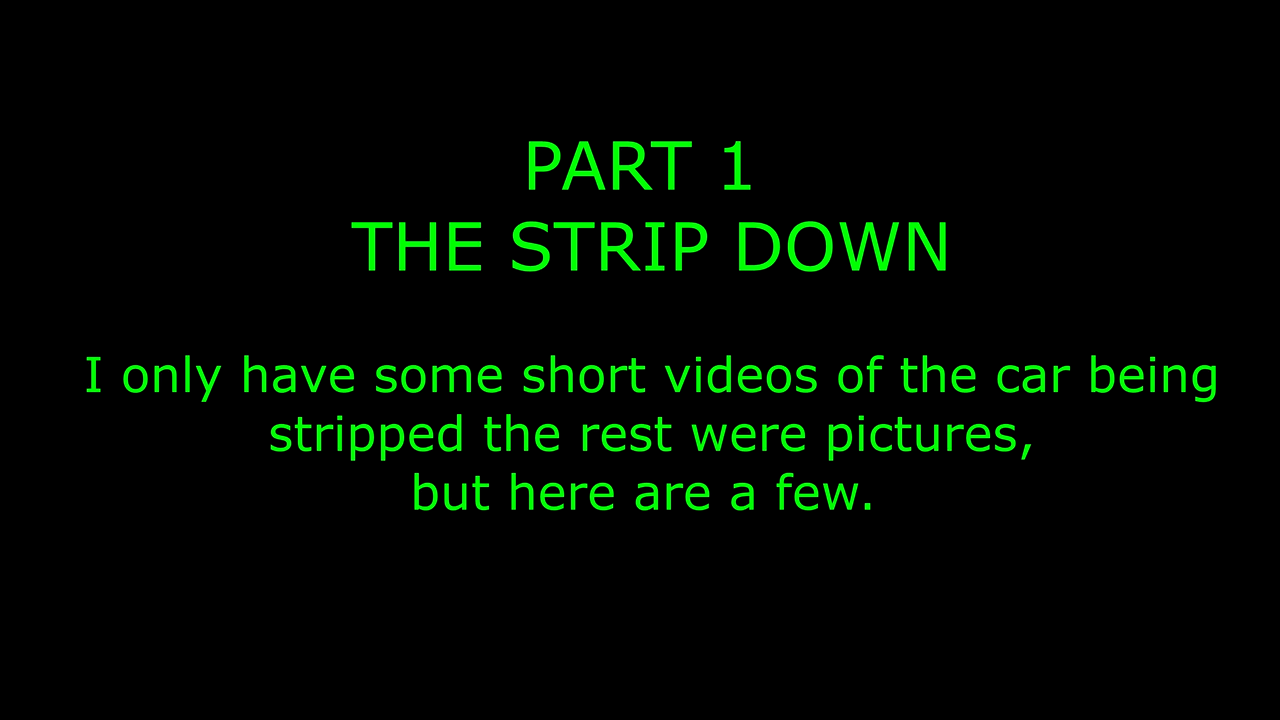 PART 1
THE STRIP DOWN
I only have some short videos of the car being
stripped the rest were pictures,
but here are a few.